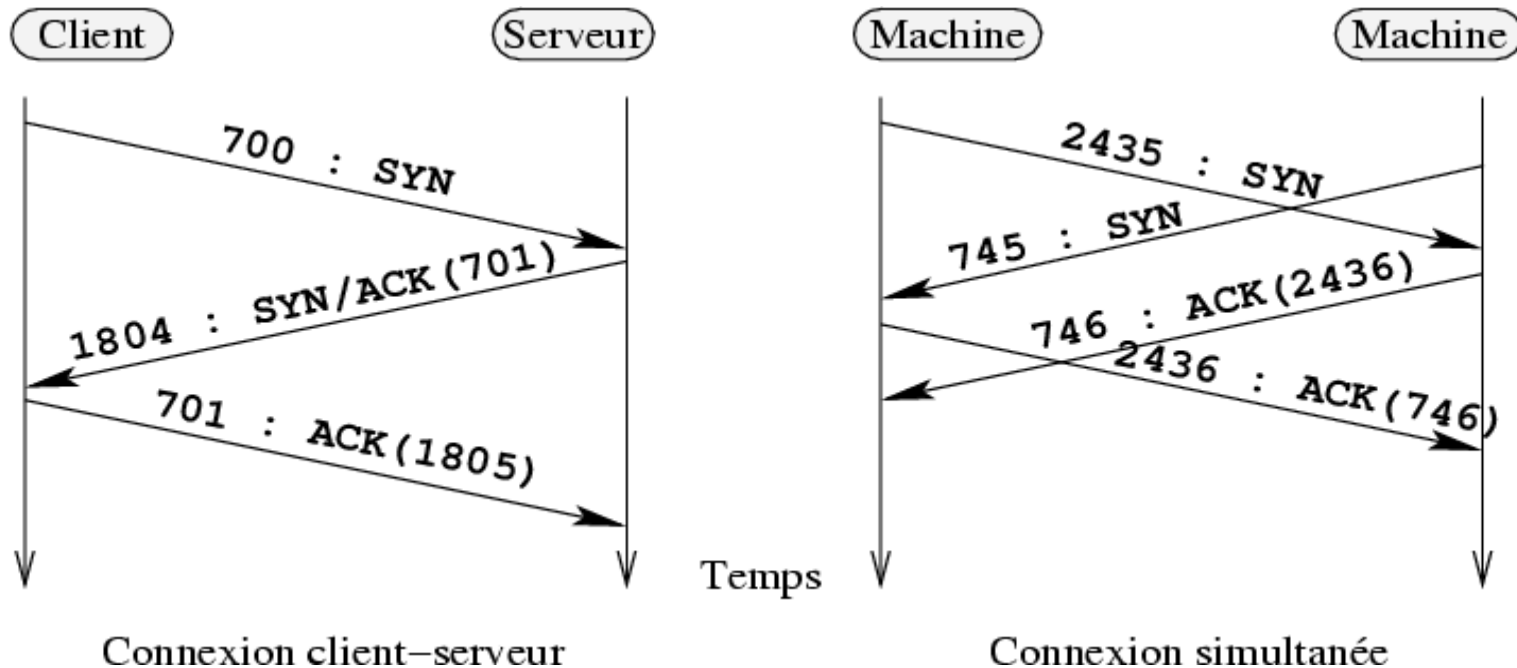 Client
Serveur
700 : SYN
1804 : SYN/ACK(701)
701 : ACK(1805)
Connexion client-serveur
Temps
Machine
Machine
2435 : SYN
745 : SYN
746 : ACK(2436)
2436 : ACK(746)
Connexion simultanée